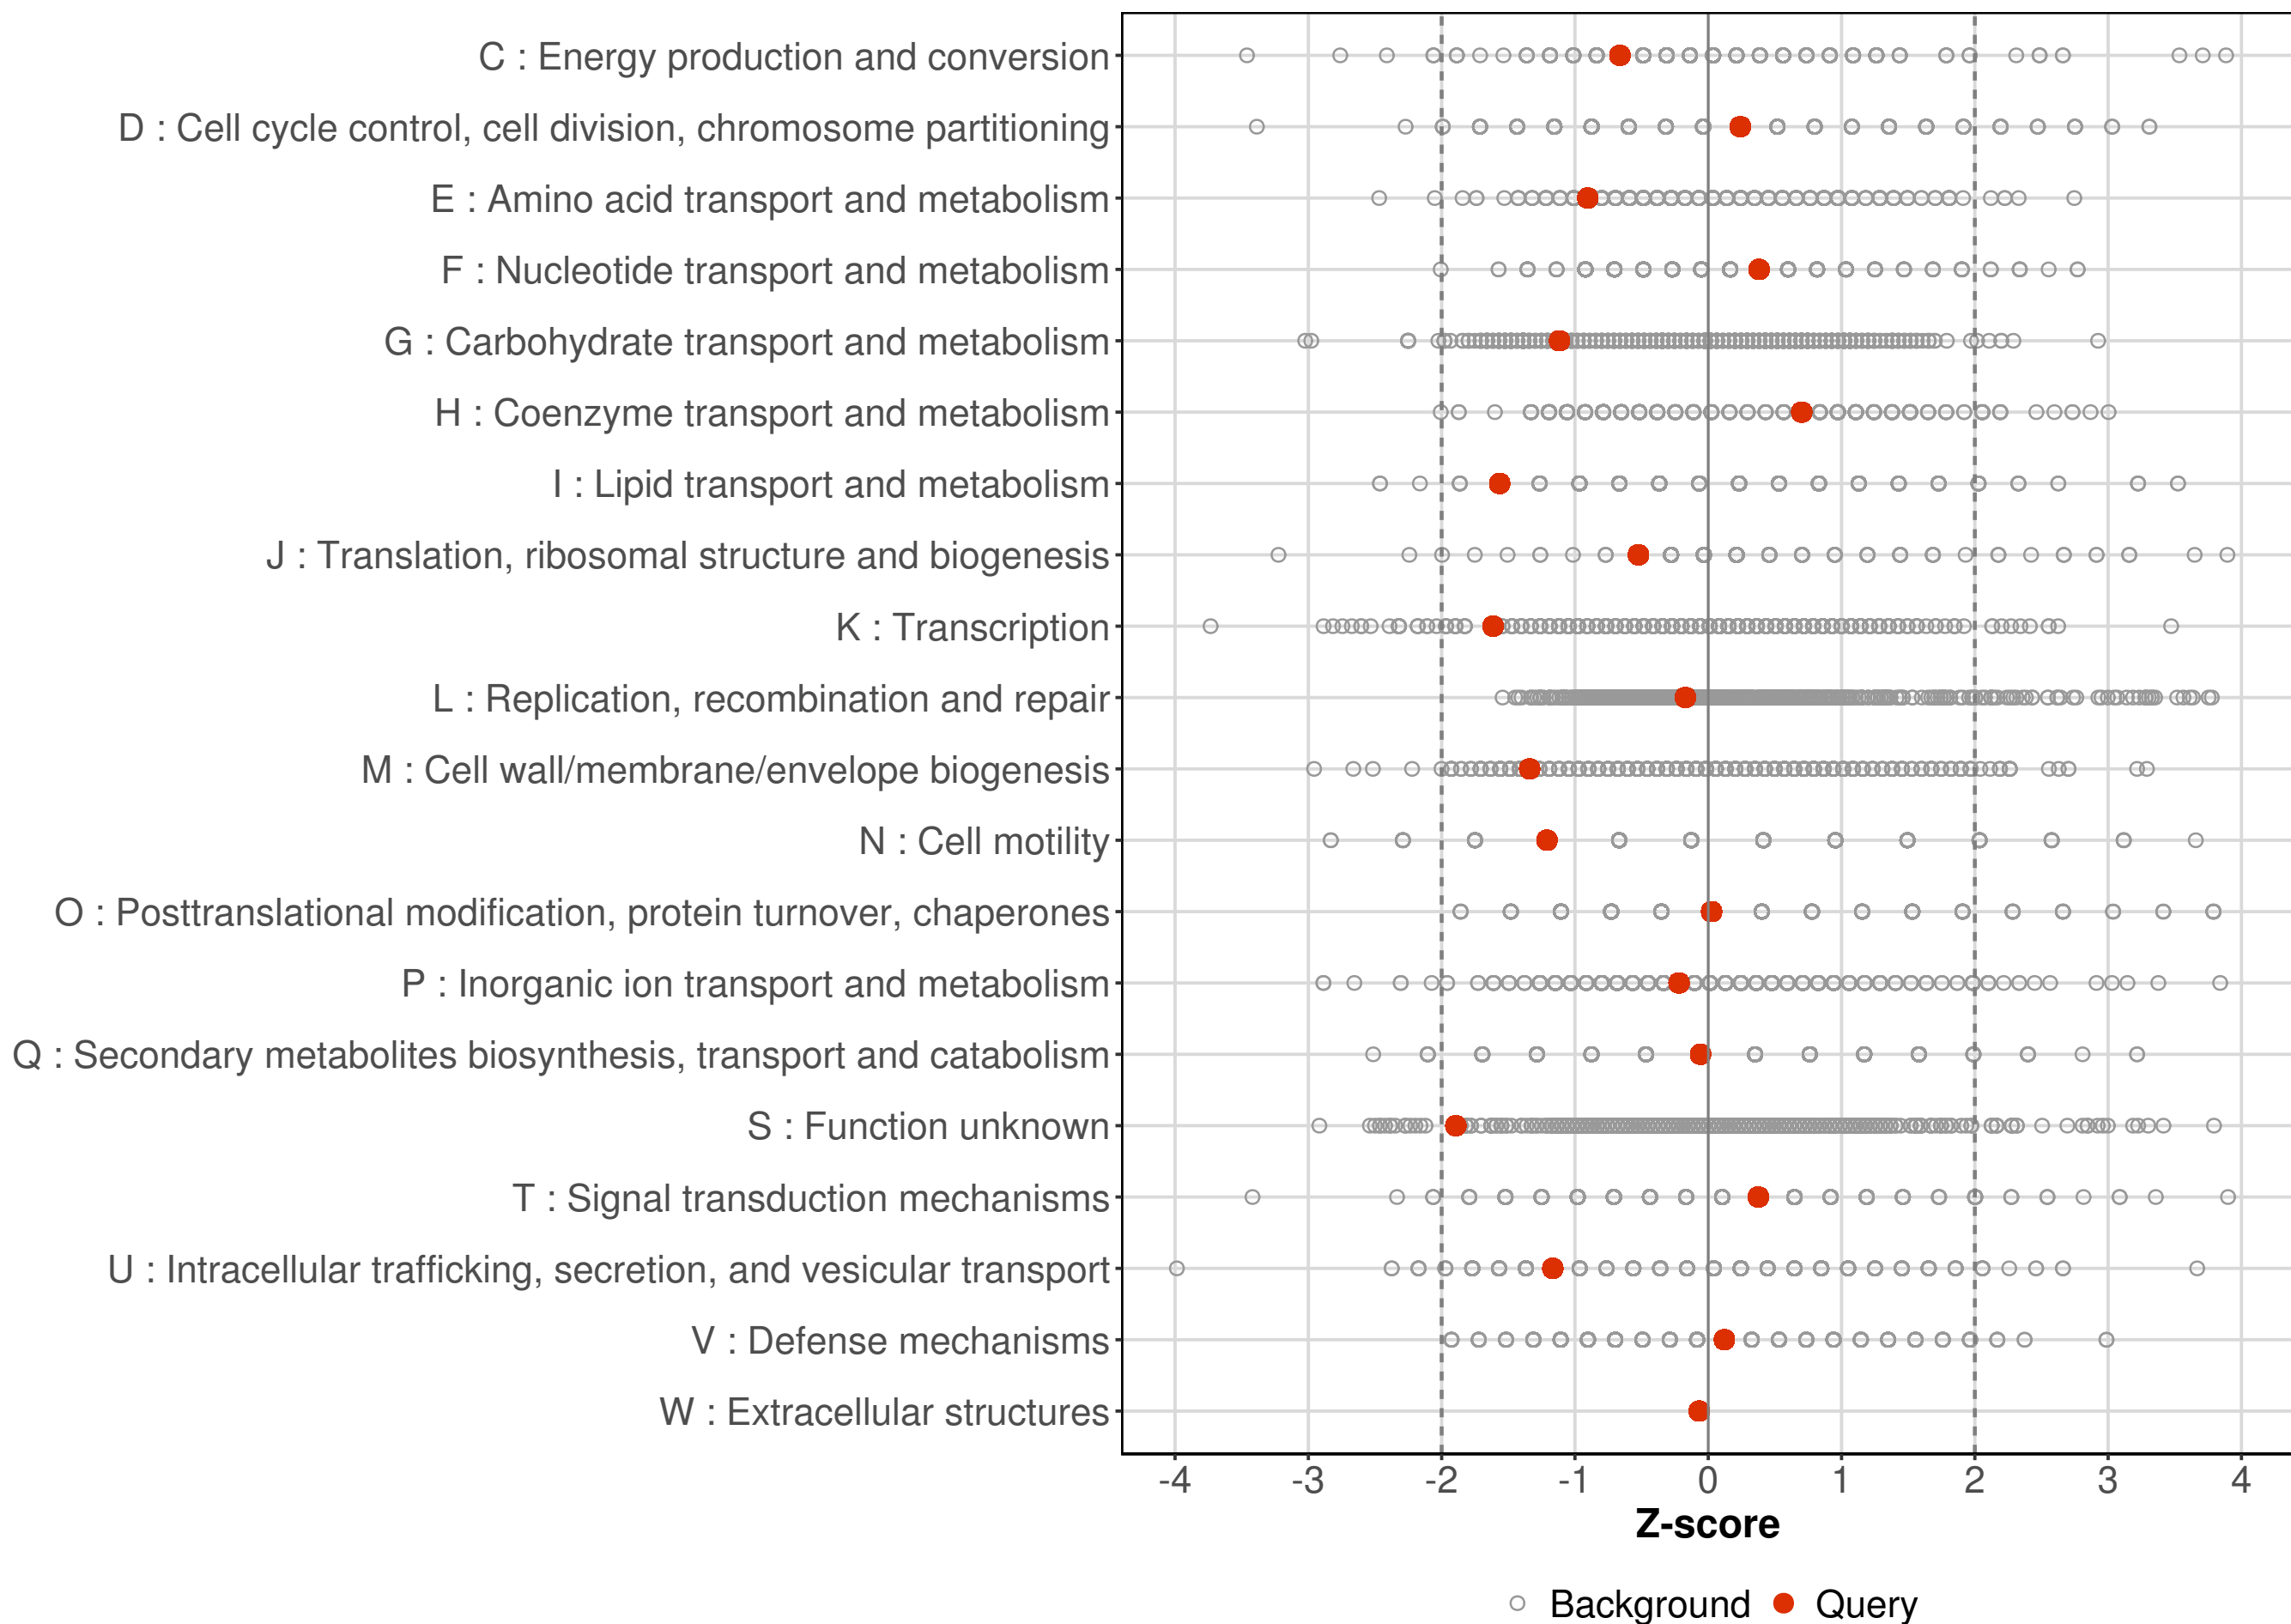 C : Energy production and conversion
D : Cell cycle control, cell division, chromosome partitioning
E : Amino acid transport and metabolism
F : Nucleotide transport and metabolism
G : Carbohydrate transport and metabolism
H : Coenzyme transport and metabolism
I : Lipid transport and metabolism
J : Translation, ribosomal structure and biogenesis
K : Transcription
L : Replication, recombination and repair
M : Cell wall/membrane/envelope biogenesis
N : Cell motility
O : Posttranslational modification, protein turnover, chaperones
P : Inorganic ion transport and metabolism
Q : Secondary metabolites biosynthesis, transport and catabolism
S : Function unknown
T : Signal transduction mechanisms
U : Intracellular trafficking, secretion, and vesicular transport
V : Defense mechanisms
W : Extracellular structures
-4 -3 -2 -1 0 1 2 3 4
Z-score
Background Query